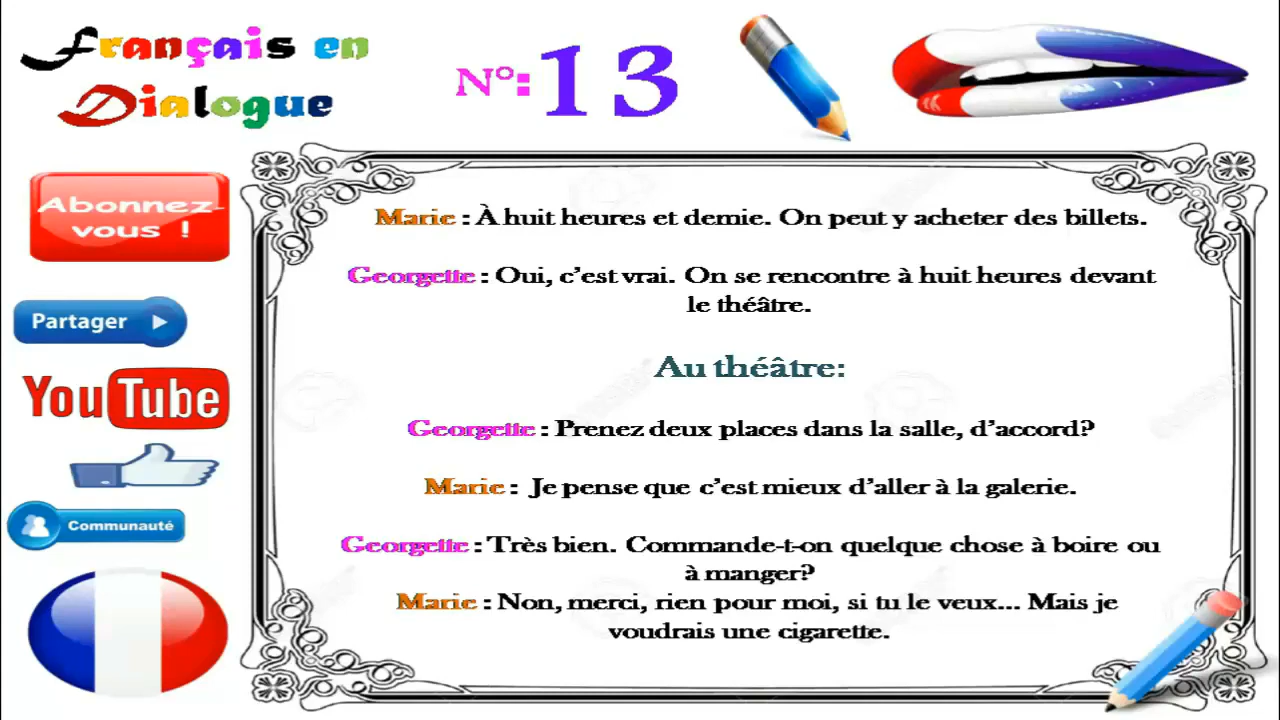 Français en
Dialogue
N°:13
Abonnez-
vous !
Partager
YouTube
Communauté
Marie : À huit heures et demie. On peut y acheter des billets.
Georgette : Oui, c’est vrai. On se rencontre à huit heures devant
le théâtre.
Au théâtre:
Georgette : Prenez deux places dans la salle, d’accord?
Marie : Je pense que c’est mieux d’aller à la galerie.
Georgette : Très bien. Commande-t-on quelque chose à boire ou
à manger?
Marie : Non, merci, rien pour moi, si tu le veux... Mais je
voudrais une cigarette.